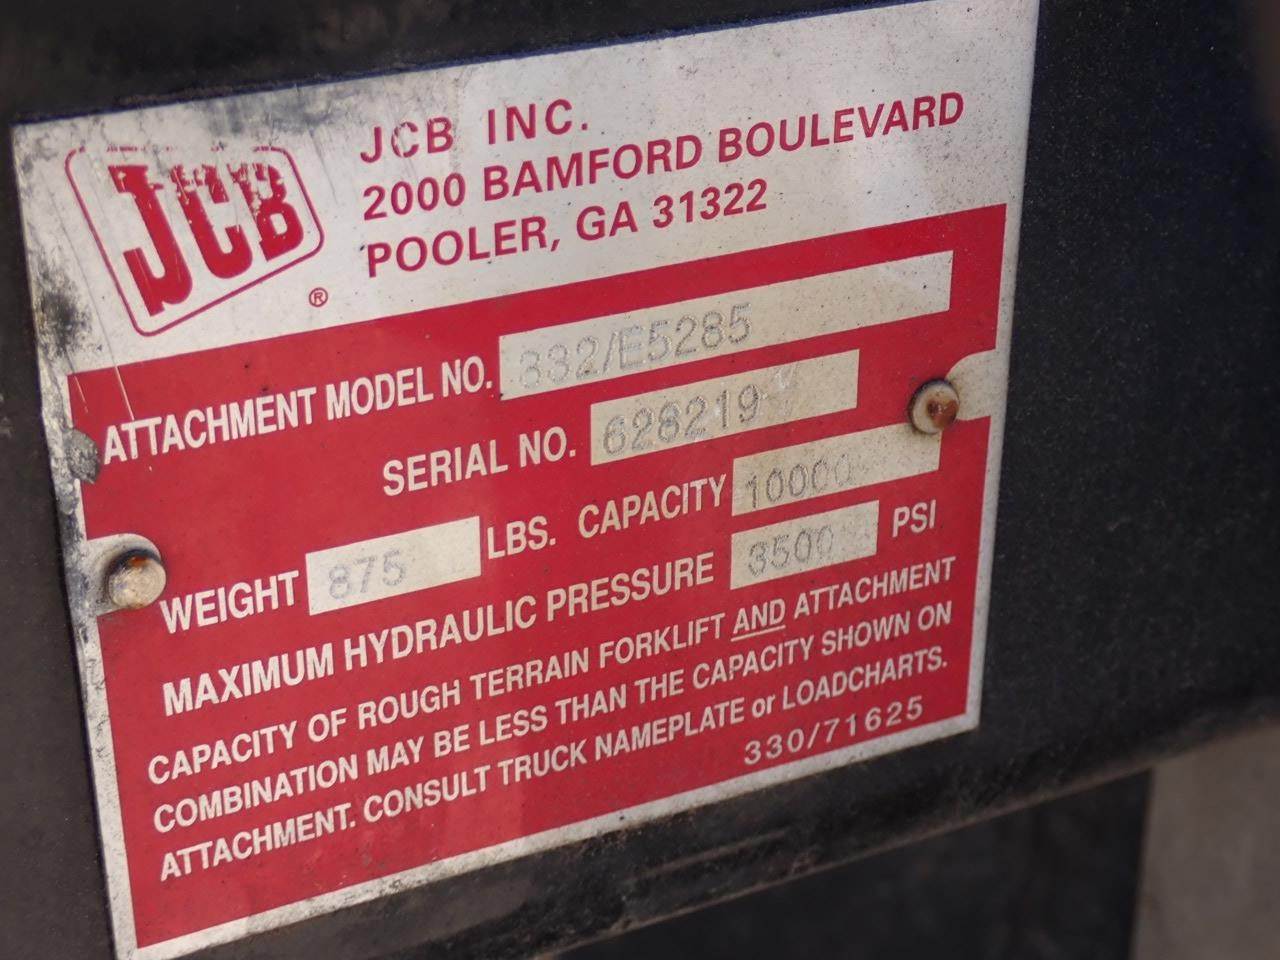 JCB
®
JCB INC.
2000 BAMFORD BOULEVARD
POOLER, GA 31322
ATTACHMENT MODEL NO. 332/E5285
SERIAL NO. 628219
WEIGHT 875 LBS. CAPACITY 10000
MAXIMUM HYDRAULIC PRESSURE 3500 PSI
CAPACITY OF ROUGH TERRAIN FORKLIFT AND ATTACHMENT
COMBINATION MAY BE LESS THAN THE CAPACITY SHOWN ON
ATTACHMENT. CONSULT TRUCK NAMEPLATE or LOADCHARTS.
330/71625